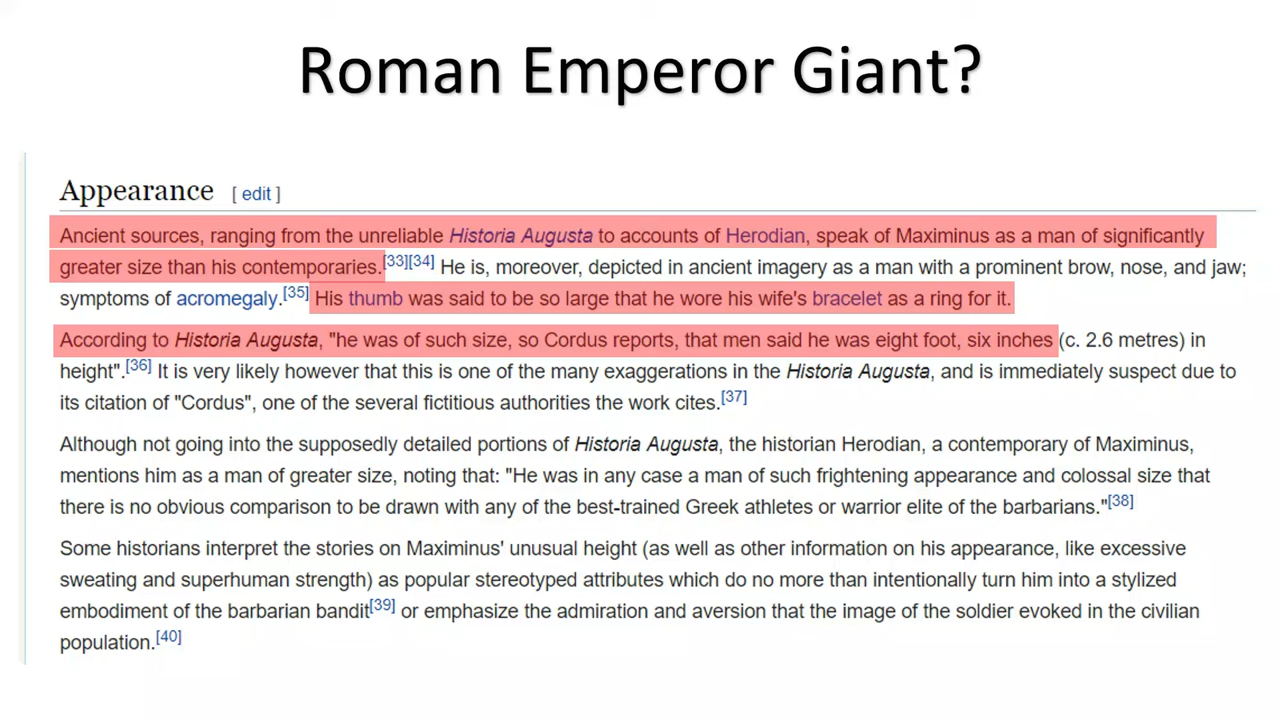 Roman Emperor Giant?
Appearance [ edit ]
Ancient sources, ranging from the unreliable Historia Augusta to accounts of Herodian, speak of Maximinus as a man of significantly
greater size than his contemporaries.[33][34] He is, moreover, depicted in ancient imagery as a man with a prominent brow, nose, and jaw;
symptoms of acromegaly.[35] His thumb was said to be so large that he wore his wife's bracelet as a ring for it.
According to Historia Augusta, "he was of such size, so Cordus reports, that men said he was eight foot, six inches (c. 2.6 metres) in
height".[36] It is very likely however that this is one of the many exaggerations in the Historia Augusta, and is immediately suspect due to
its citation of "Cordus", one of the several fictitious authorities the work cites.[37]
Although not going into the supposedly detailed portions of Historia Augusta, the historian Herodian, a contemporary of Maximinus,
mentions him as a man of greater size, noting that: "He was in any case a man of such frightening appearance and colossal size that
there is no obvious comparison to be drawn with any of the best-trained Greek athletes or warrior elite of the barbarians."[38]
Some historians interpret the stories on Maximinus' unusual height (as well as other information on his appearance, like excessive
sweating and superhuman strength) as popular stereotyped attributes which do no more than intentionally turn him into a stylized
embodiment of the barbarian bandit[39] or emphasize the admiration and aversion that the image of the soldier evoked in the civilian
population.[40]